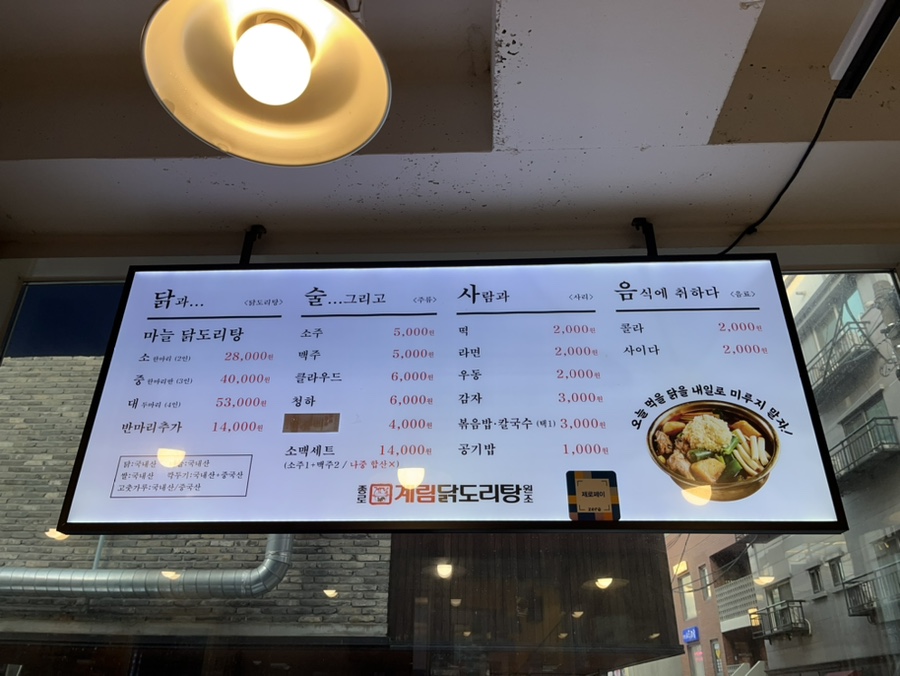 닭과... <닭도리탕>
마늘 닭도리탕
소 한마리 (2인) 28,000원
중 한마리반 (3인) 40,000원
대 두마리 (4인) 53,000원
반마리추가 14,000원
닭:국내산 :국내산
쌀:국내산 깍두기:국내산+중국산
고춧가루:국내산/중국산
술...그리고 <주류>
소주 5,000원
맥주 5,000원
클라우드 6,000원
청하 6,000원
4,000원
소맥세트 14,000원
(소주1+맥주2 / 나중 합산X)
사람과 <사리>
떡 2,000원
라면 2,000원
우동 2,000원
감자 3,000원
볶음밥·칼국수 (택1) 3,000원
공기밥 1,000원
음식에 취하다 <음료>
콜라 2,000원
사이다 2,000원
오늘 먹을 닭을 내일로 미루지 말자!
종로 계림닭도리탕 원조
제로페이